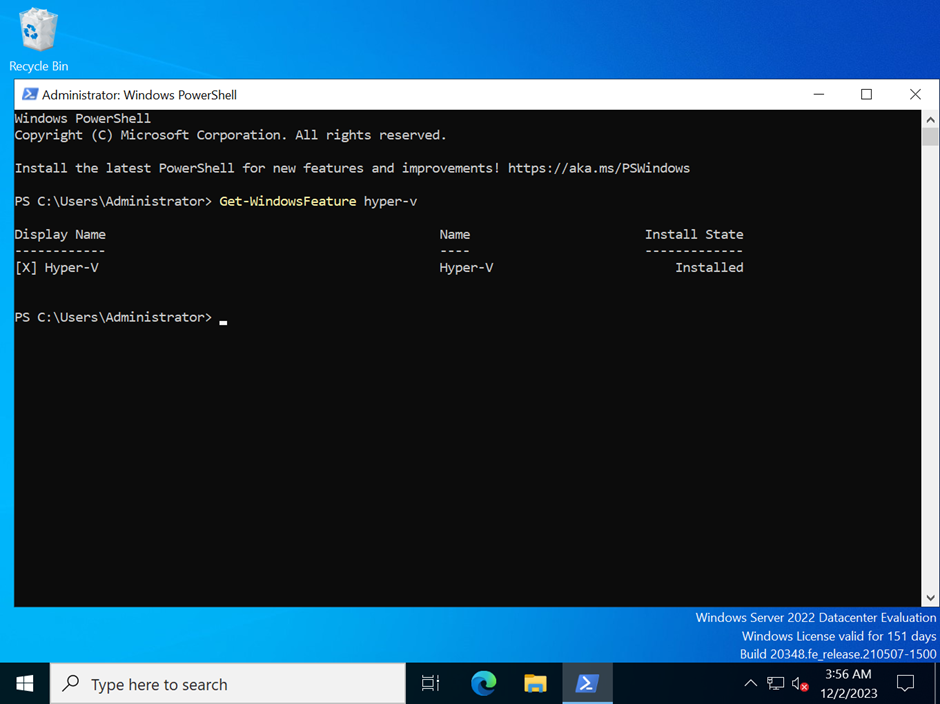 Recycle Bin
Administrator: Windows PowerShell
Windows PowerShell
Copyright (C) Microsoft Corporation. All rights reserved.
Install the latest PowerShell for new features and improvements! https://aka.ms/PSWindows
PS C:\Users\Administrator> Get-WindowsFeature hyper-v
Display Name Name Install State
------------ ---- -------------
[X] Hyper-V Hyper-V Installed
PS C:\Users\Administrator>
Windows Server 2022 Datacenter Evaluation
Windows License valid for 151 days
Build 20348.fe_release.210507-1500
Type here to search
3:56 AM
12/2/2023